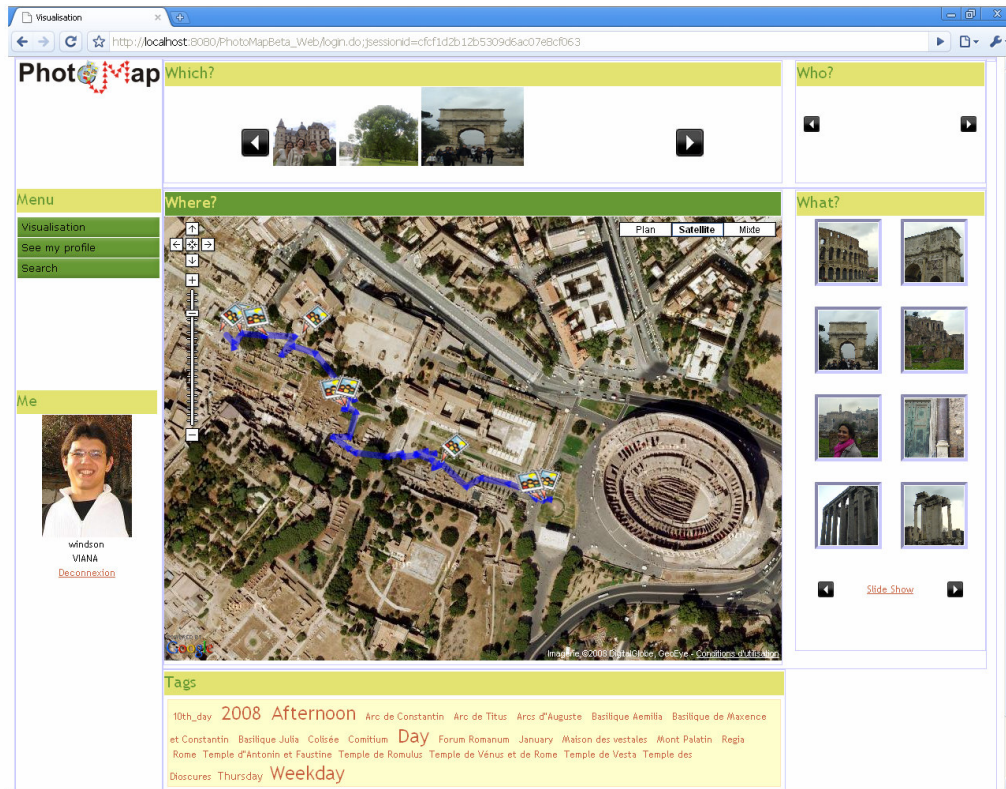 Visualisation
http://localhost:8080/PhotoMapBeta_Web/login.do;jsessionid=cfcf1d2b12b5309d6ac07e8cf063
PhotoMap
Which?
Who?
Menu
Visualisation
See my profile
Search
Where?
Plan
Satellite
Mixte
What?
Me
windson
VIANA
Deconnexion
POWERED BY
Google
Imagerie ©2008 DigitalGlobe, GeoEye - Conditions d'utilisation
Slide Show
Tags
10th_day 2008 Afternoon Arc de Constantin Arc de Titus Arcs d"Auguste Basilique Aemilia Basilique de Maxence
et Constantin Basilique Julia Colisée Comitium Day Forum Romanum January Maison des vestales Mont Palatin Regia
Rome Temple d"Antonin et Faustine Temple de Romulus Temple de Vénus et de Rome Temple de Vesta Temple des
Dioscures Thursday Weekday